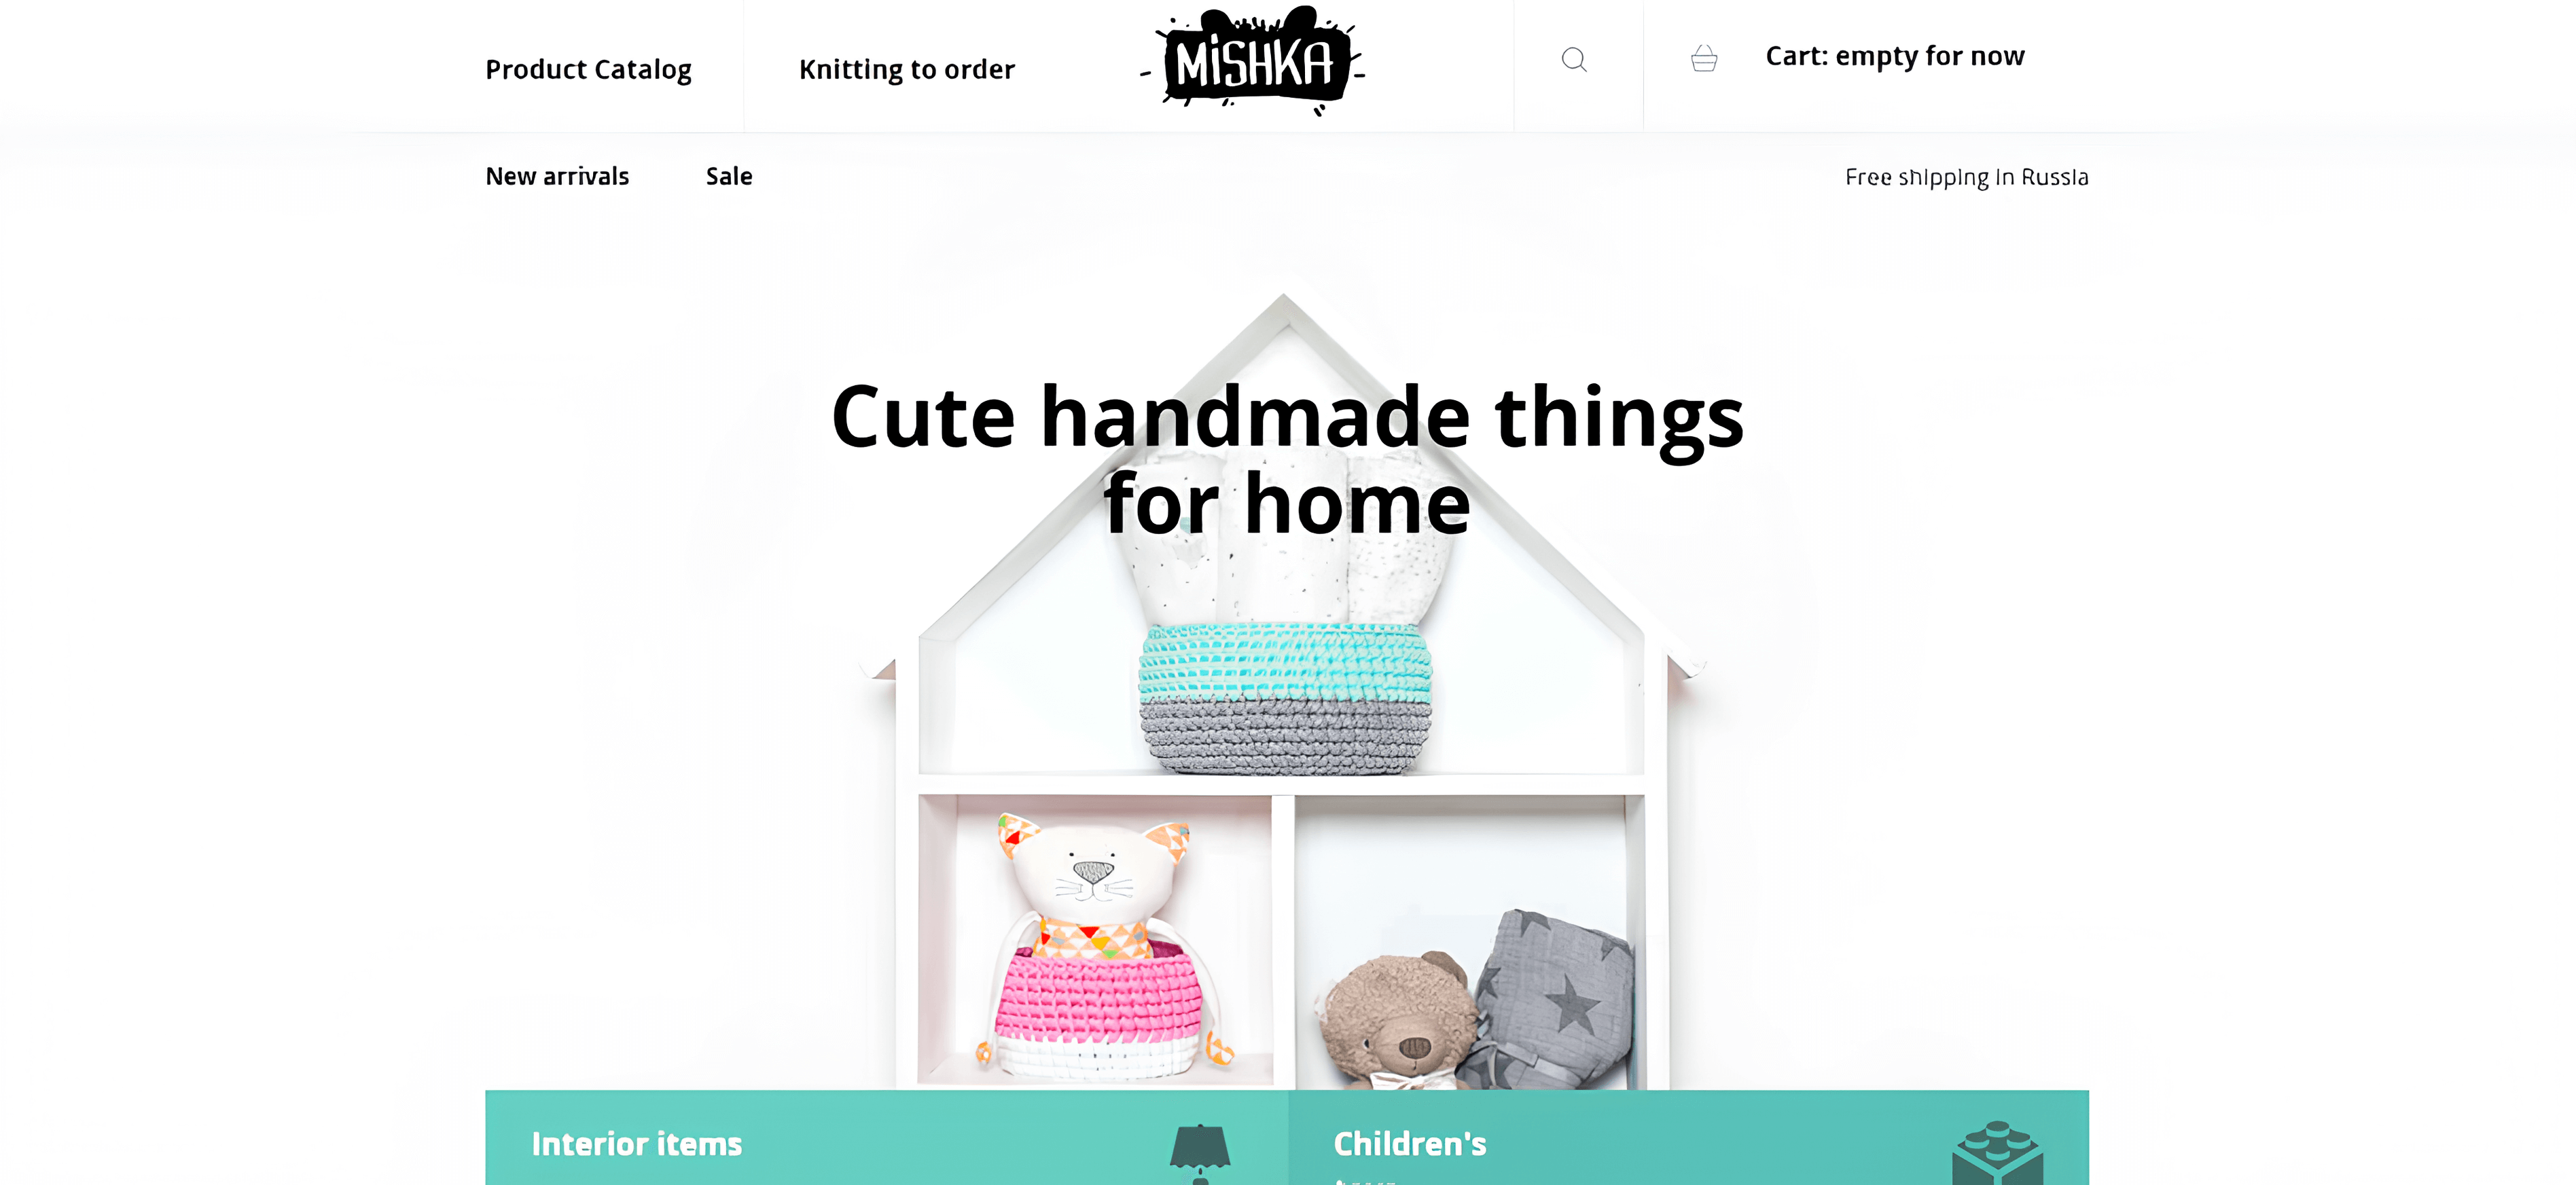 Product Catalog
Knitting to order
MiSHKA
Cart: empty for now
New arrivals
Sale
Free shipping in Russia
Cute handmade things
for home
Interior items
Children's